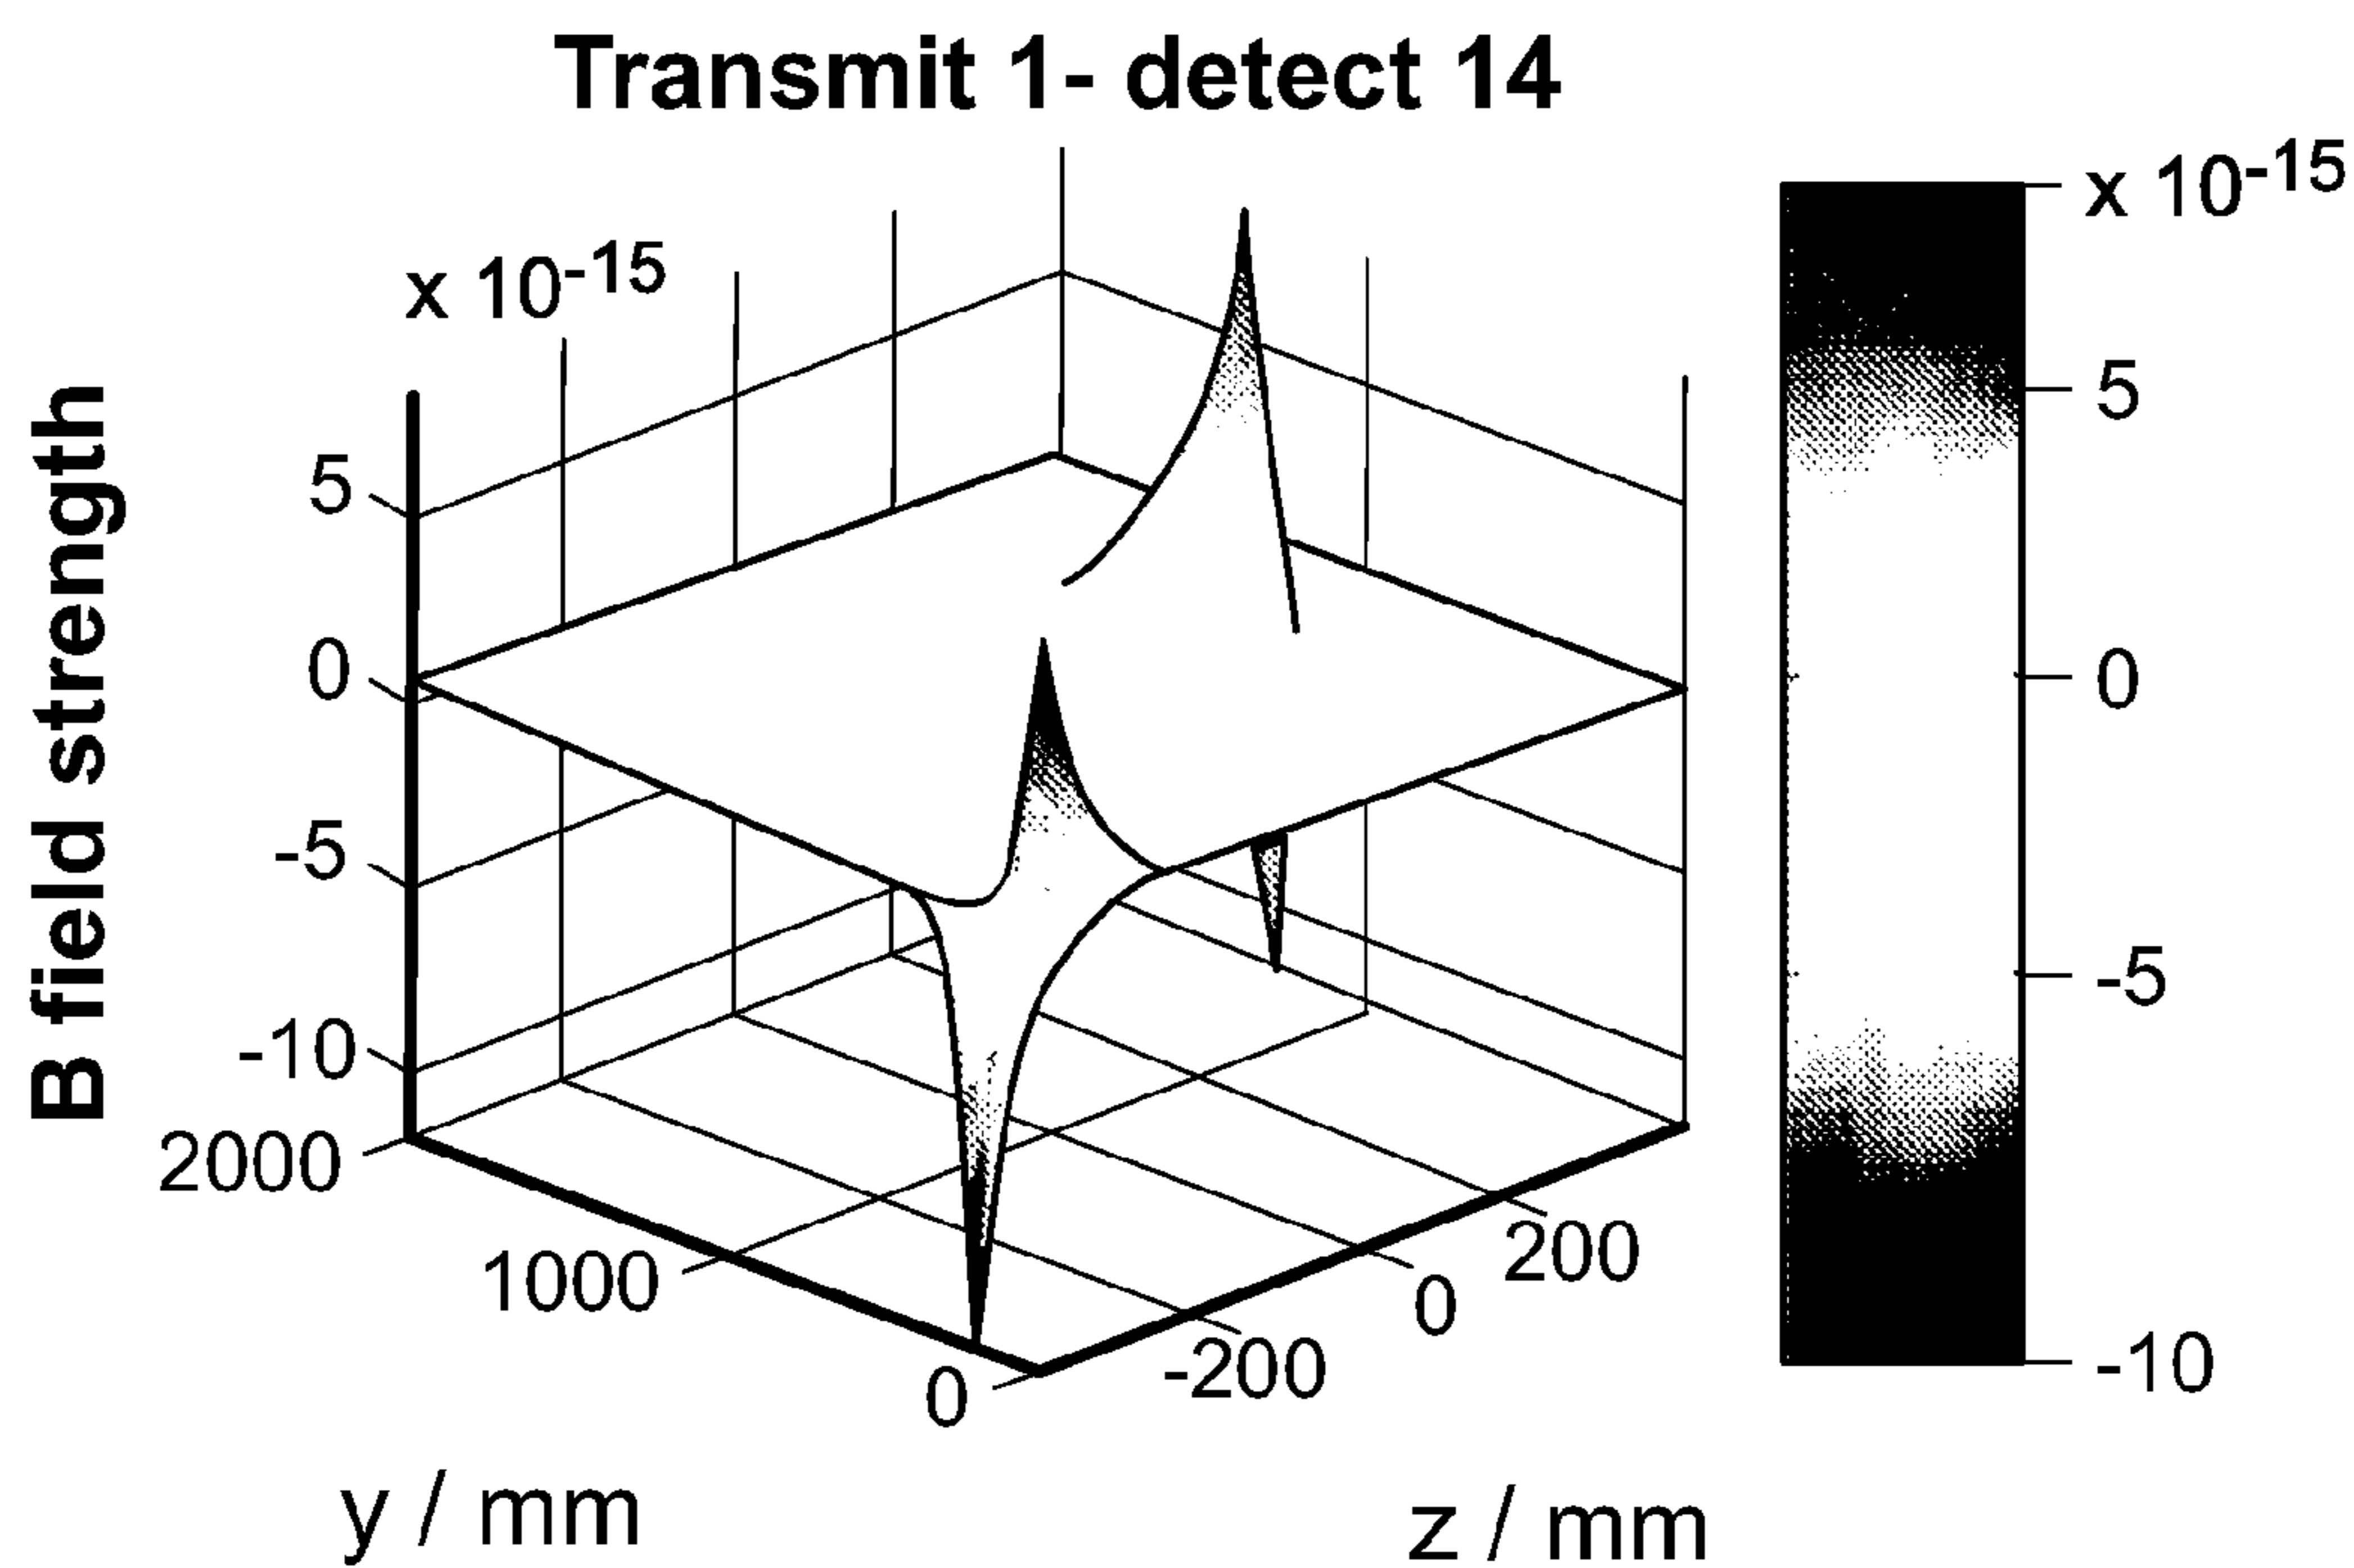 Transmit 1- detect 14
x 10-15
x 10-15
B field strength
5
0
-5
-10
2000
1000
0
-200
0
200
y / mm
z / mm
5
0
-5
-10